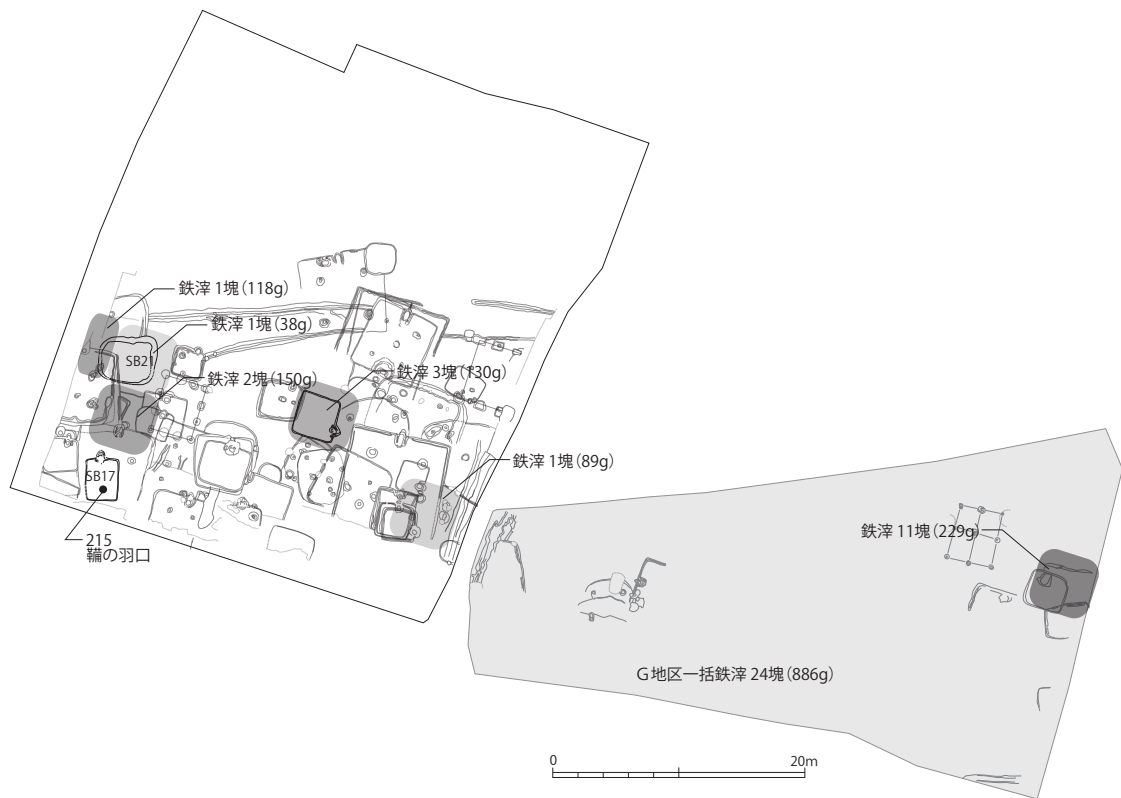 鉄滓 1塊(118g)
鉄滓 1塊(38g)
SB21
鉄滓 3塊(130g)
鉄滓 2塊(150g)
鉄滓 1塊(89g)
SB17
215
鞴の羽口
鉄滓 11塊(229g)
G地区一括鉄滓 24塊(886g)
0 20m